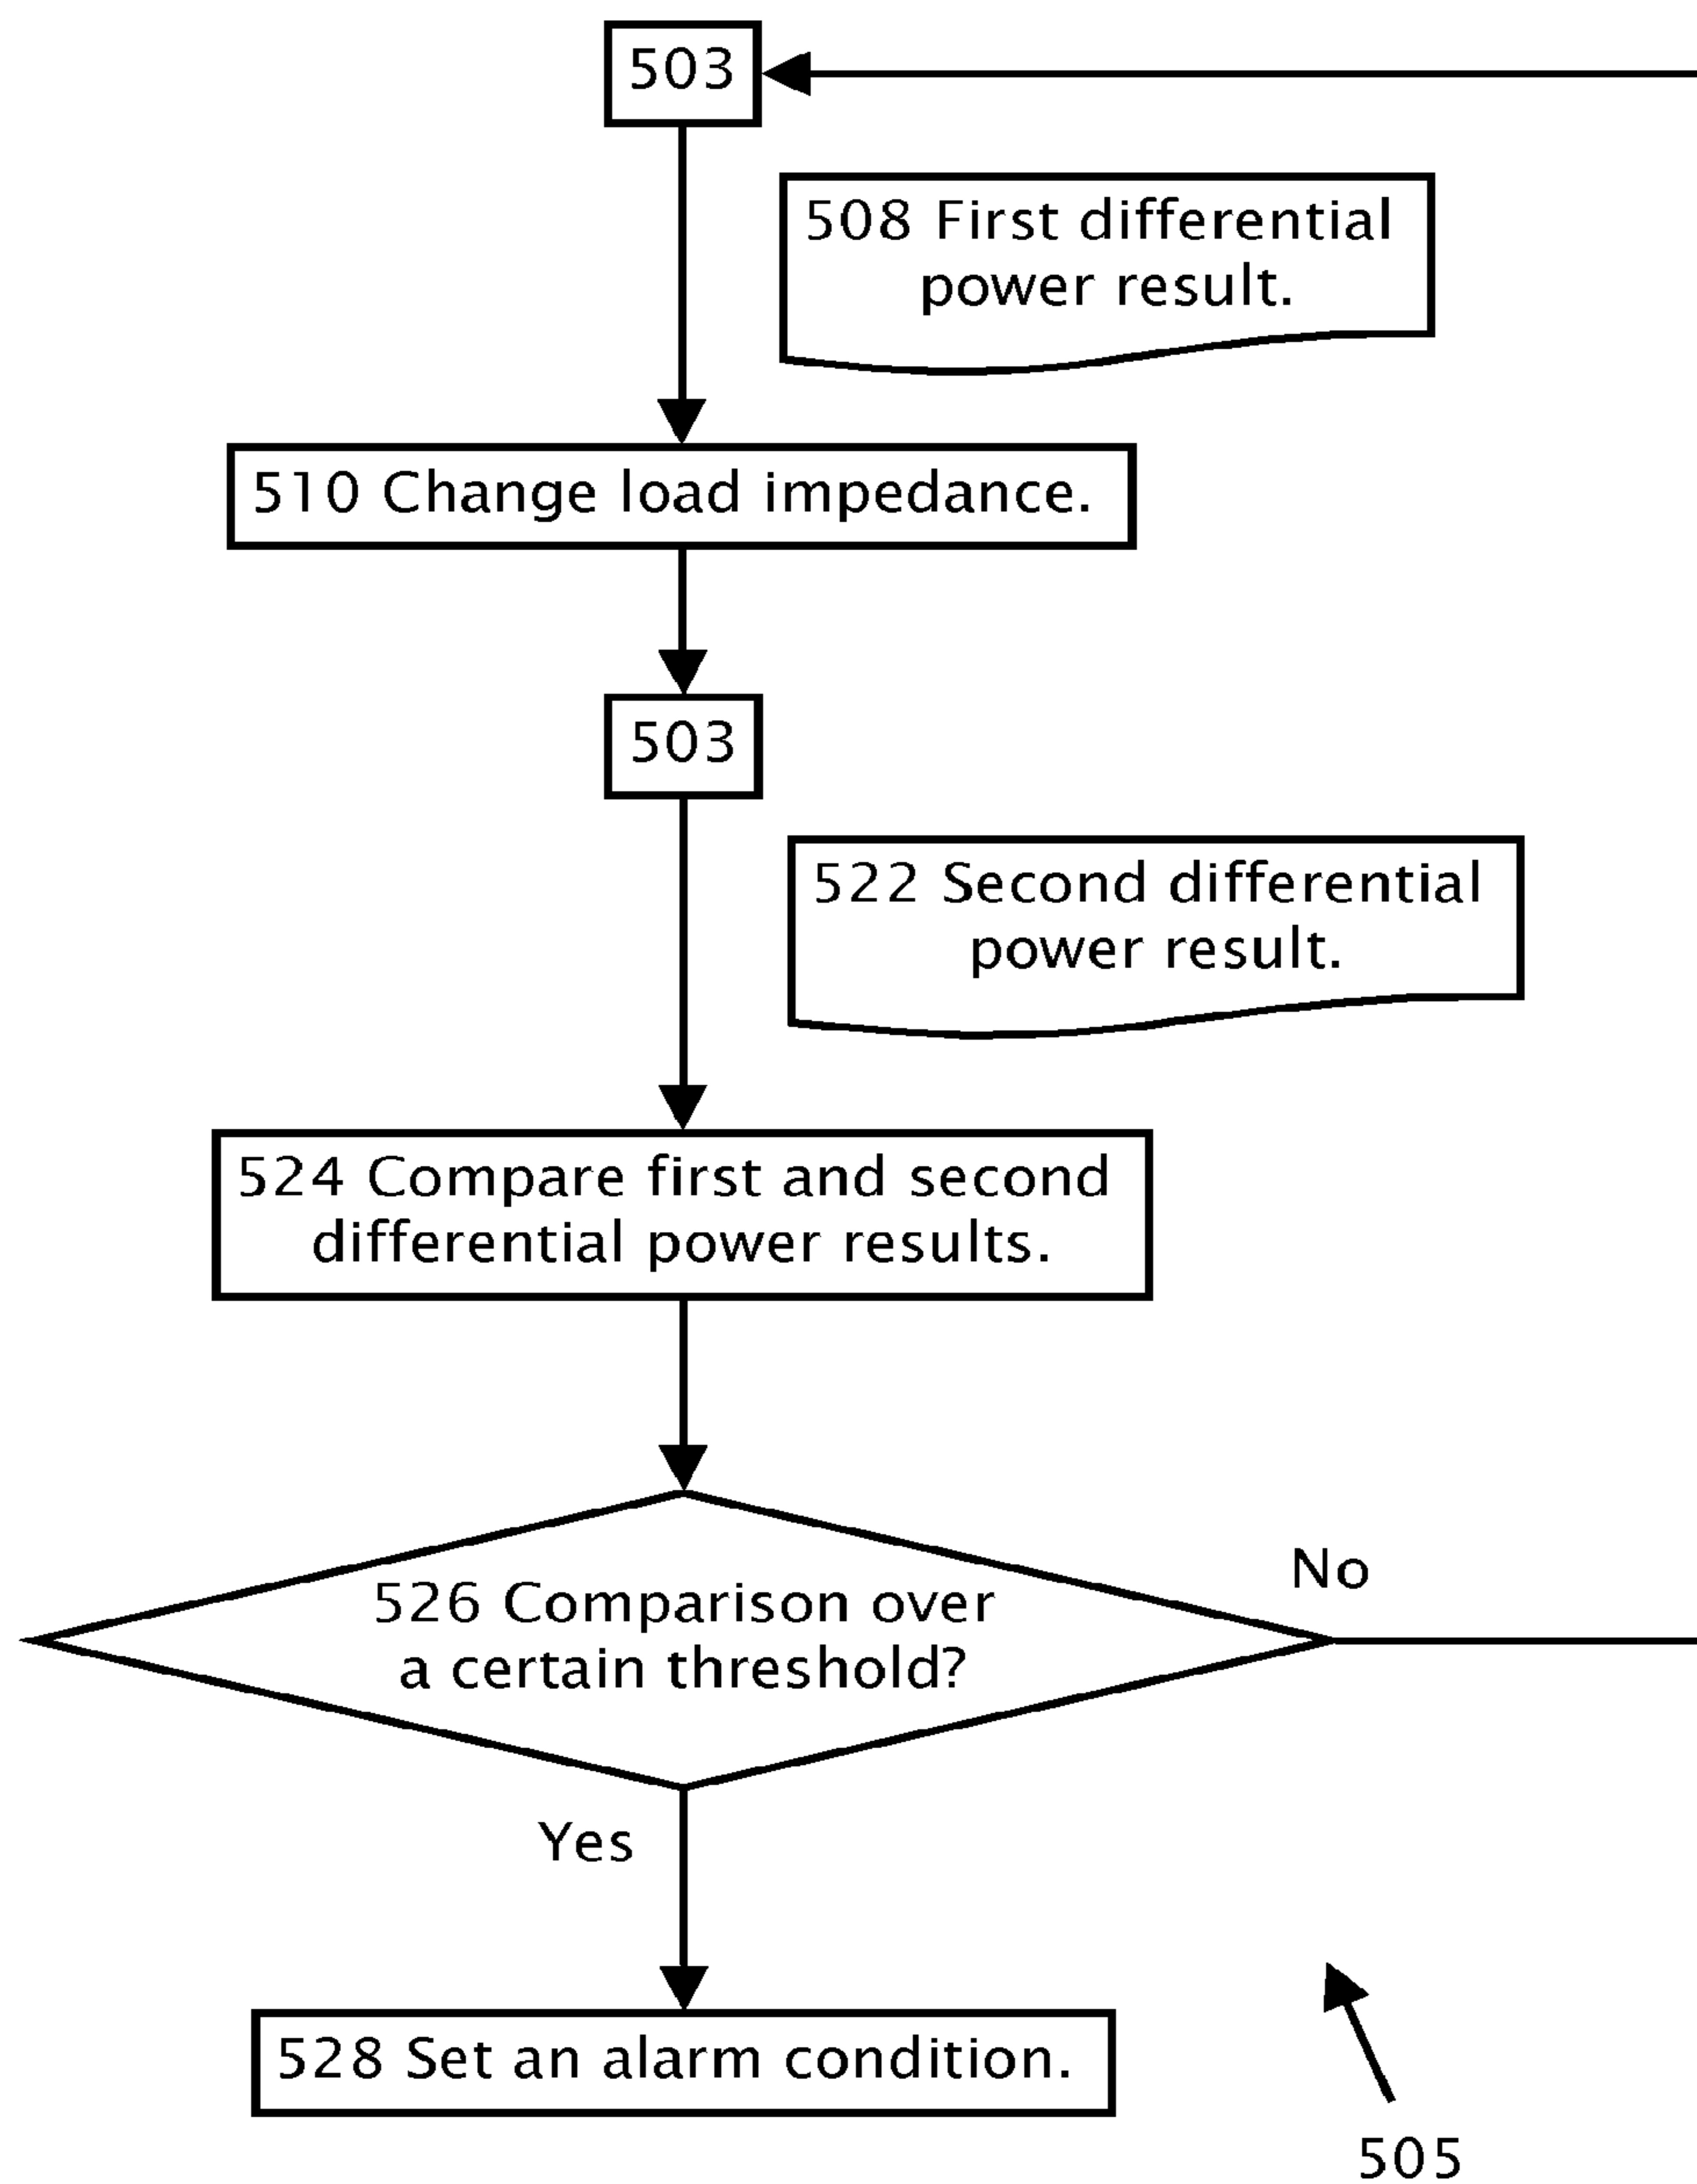 503
508 First differential
power result.
510 Change load impedance.
503
522 Second differential
power result.
524 Compare first and second
differential power results.
No
526 Comparison over
a certain threshold?
Yes
528 Set an alarm condition.
505